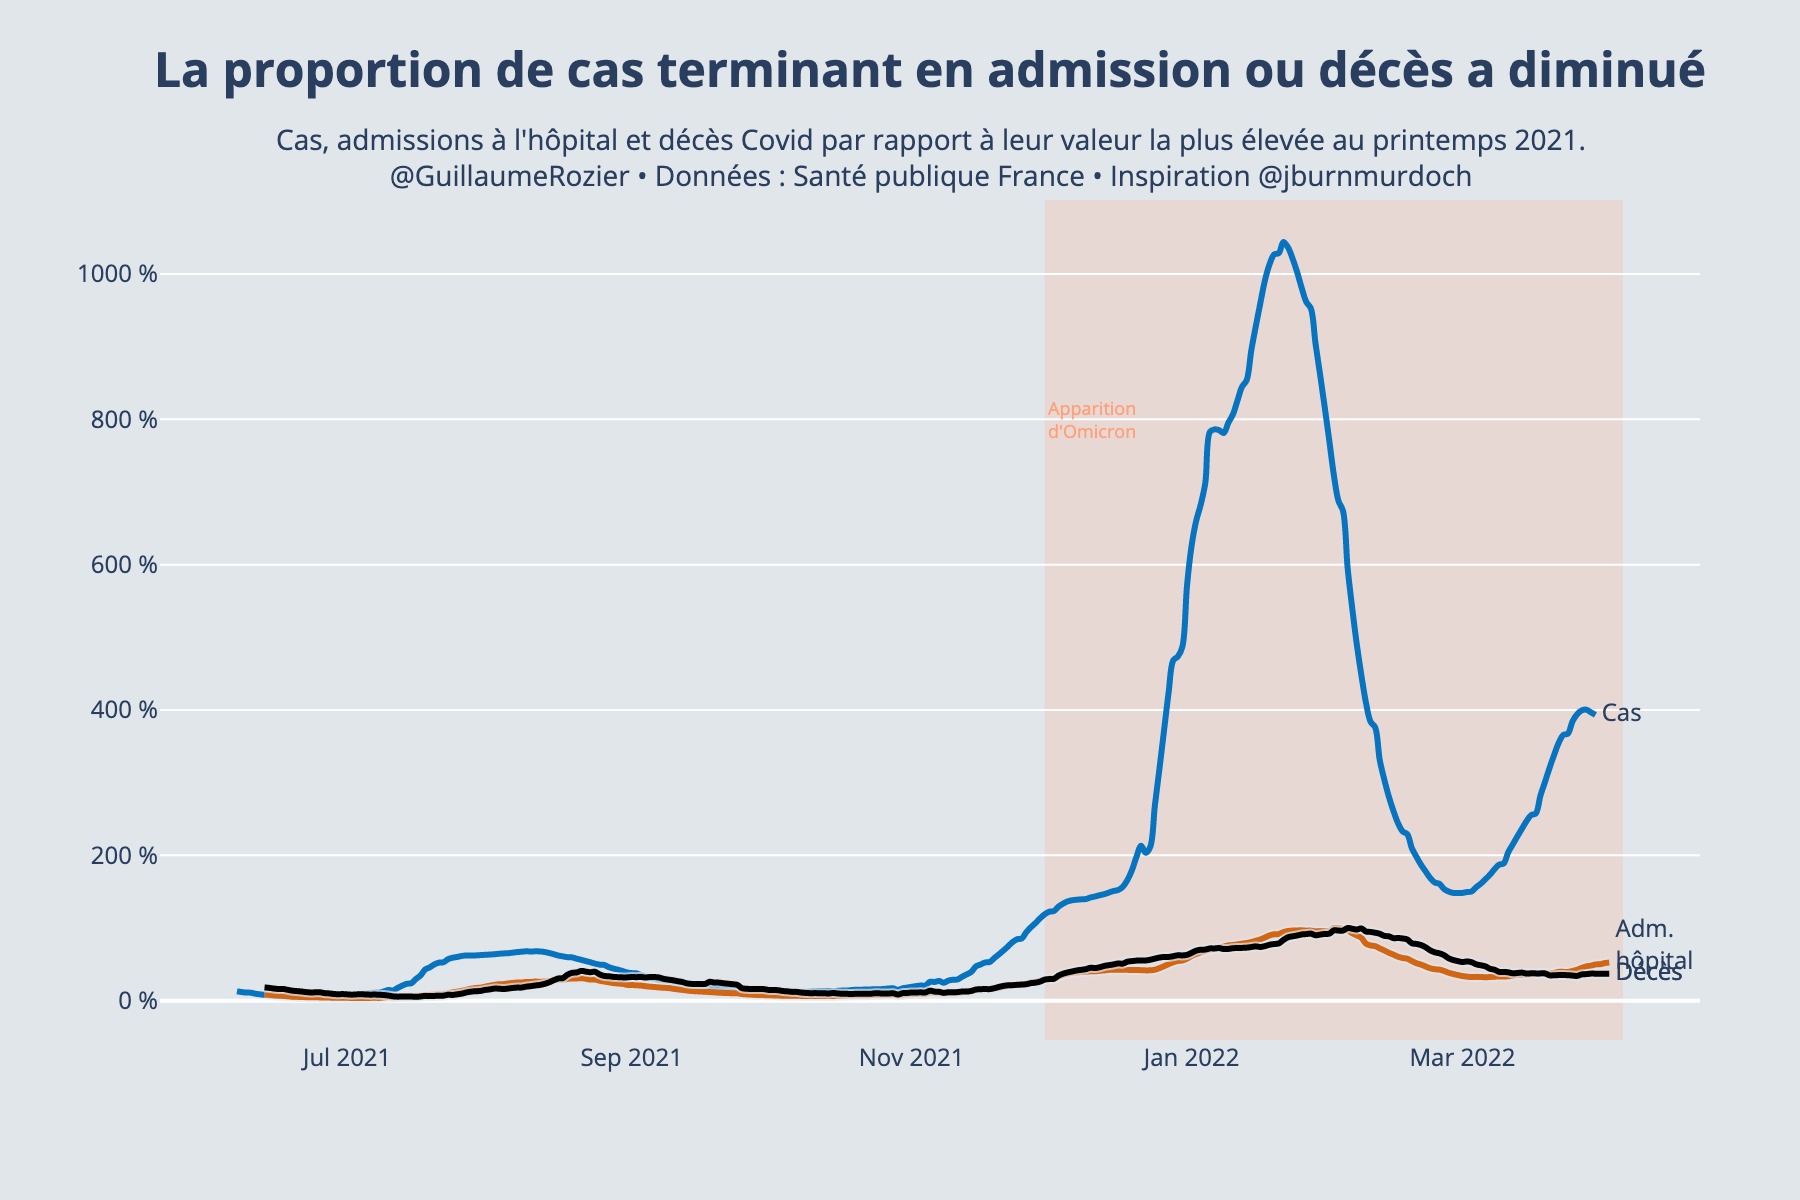 La proportion de cas terminant en admission ou décès a diminué
Cas, admissions à l'hôpital et décès Covid par rapport à leur valeur la plus élevée au printemps 2021.
@GuillaumeRozier • Données : Santé publique France • Inspiration @jburnmurdoch
1000 %
800 %
600 %
400 %
200 %
0 %
Apparition
d'Omicron
Cas
Adm.
hôpital
Décès
Jul 2021
Sep 2021
Nov 2021
Jan 2022
Mar 2022